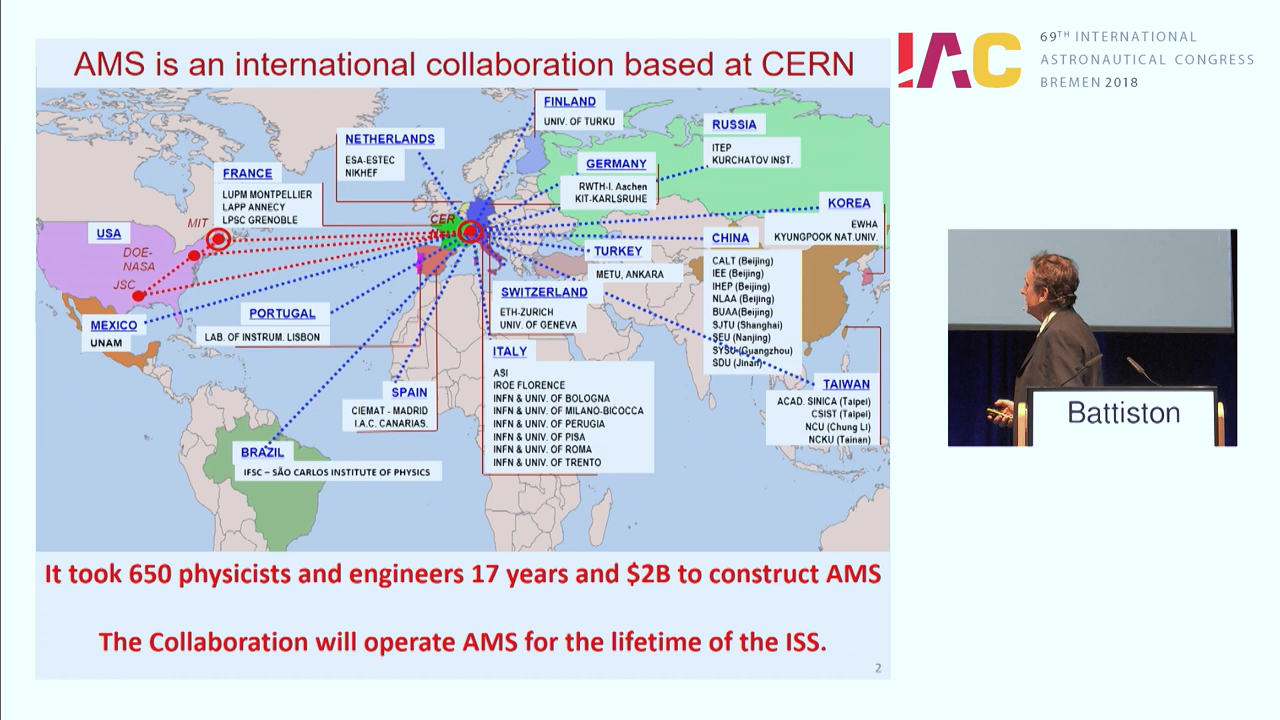 AMS is an international collaboration based at CERN
FINLAND
UNIV. OF TURKU
NETHERLANDS
ESA-ESTEC
NIKHEF
RUSSIA
ITEP
KURCHATOV INST.
GERMANY
RWTH-I. Aachen
KIT-KARLSRUHE
FRANCE
LUPM MONTPELLIER
LAPP ANNECY
LPSC GRENOBLE
KOREA
EWHA
KYUNGPOOK NAT.UNIV.
USA
MIT
DOE-
NASA
JSC
CER
TURKEY
METU, ANKARA
CHINA
CALT (Beijing)
IEE (Beijing)
IHEP (Beijing)
NLAA (Beijing)
BUAA(Beijing)
SJTU (Shanghai)
SEU (Nanjing)
SYSU (Guangzhou)
SDU (Jinan)
SWITZERLAND
ETH-ZURICH
UNIV. OF GENEVA
MEXICO
UNAM
PORTUGAL
LAB. OF INSTRUM. LISBON
ITALY
ASI
IROE FLORENCE
INFN & UNIV. OF BOLOGNA
INFN & UNIV. OF MILANO-BICOCCA
INFN & UNIV. OF PERUGIA
INFN & UNIV. OF PISA
INFN & UNIV. OF ROMA
INFN & UNIV. OF TRENTO
SPAIN
CIEMAT - MADRID
I.A.C. CANARIAS.
TAIWAN
ACAD. SINICA (Taipei)
CSIST (Taipei)
NCU (Chung Li)
NCKU (Tainan)
BRAZIL
IFSC – SÃO CARLOS INSTITUTE OF PHYSICS
It took 650 physicists and engineers 17 years and $2B to construct AMS
The Collaboration will operate AMS for the lifetime of the ISS.
2
IAC
69TH INTERNATIONAL
ASTRONAUTICAL CONGRESS
BREMEN 2018
Battiston